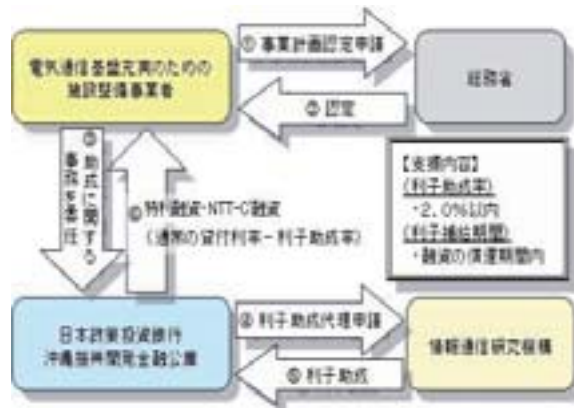 ① 事業計画認定申請
電気通信基盤充実のための
施設整備事業者
総務省
② 認定
③ 助成に関する
事務を委任
⑥ 特利融資・NTT-C融資
(通常の貸付利率－利子助成率)
【支援内容】
(利子助成率)
・2.0%以内
(利子補給期間)
・融資の償還期間内
日本政策投資銀行
沖縄振興開発金融公庫
④ 利子助成代理申請
情報通信研究機構
⑤ 利子助成